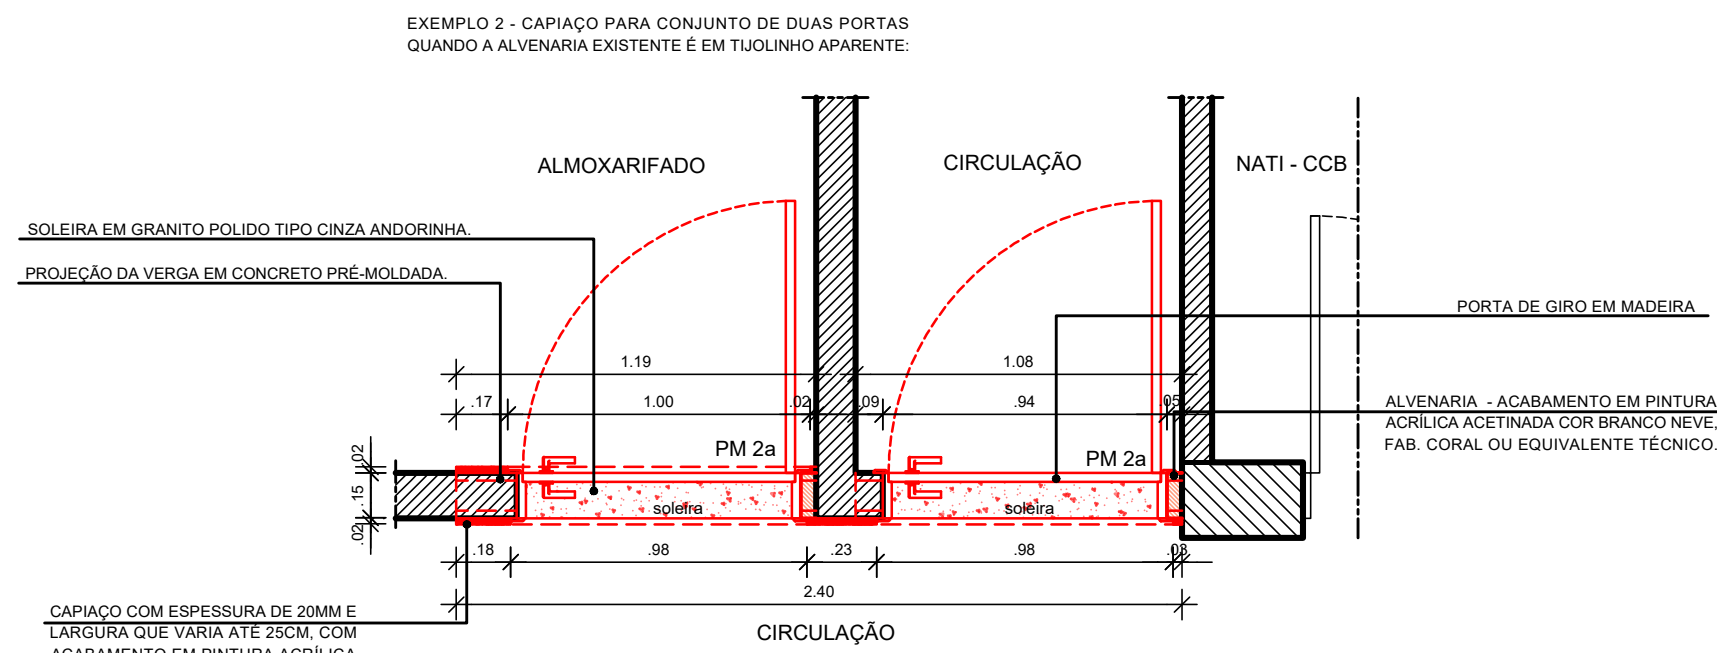 EXEMPLO 2 - CAPIAÇO PARA CONJUNTO DE DUAS PORTAS
QUANDO A ALVENARIA EXISTENTE É EM TIJOLINHO APARENTE:
ALMOXARIFADO
CIRCULAÇÃO
NATI - CCB
SOLEIRA EM GRANITO POLIDO TIPO CINZA ANDORINHA.
PROJEÇÃO DA VERGA EM CONCRETO PRÉ-MOLDADA.
PORTA DE GIRO EM MADEIRA
1.19
1.08
.17
1.00
.02
.09
.94
.05
ALVENARIA - ACABAMENTO EM PINTURA
ACRÍLICA ACETINADA COR BRANCO NEVE,
FAB. CORAL OU EQUIVALENTE TÉCNICO.
PM 2a
PM 2a
.02
.15
.02
soleira
soleira
.18
.98
.23
.98
.03
2.40
CAPIAÇO COM ESPESSURA DE 20MM E
LARGURA QUE VARIA ATÉ 25CM, COM
ACABAMENTO EM PINTURA ACRÍLICA
CIRCULAÇÃO